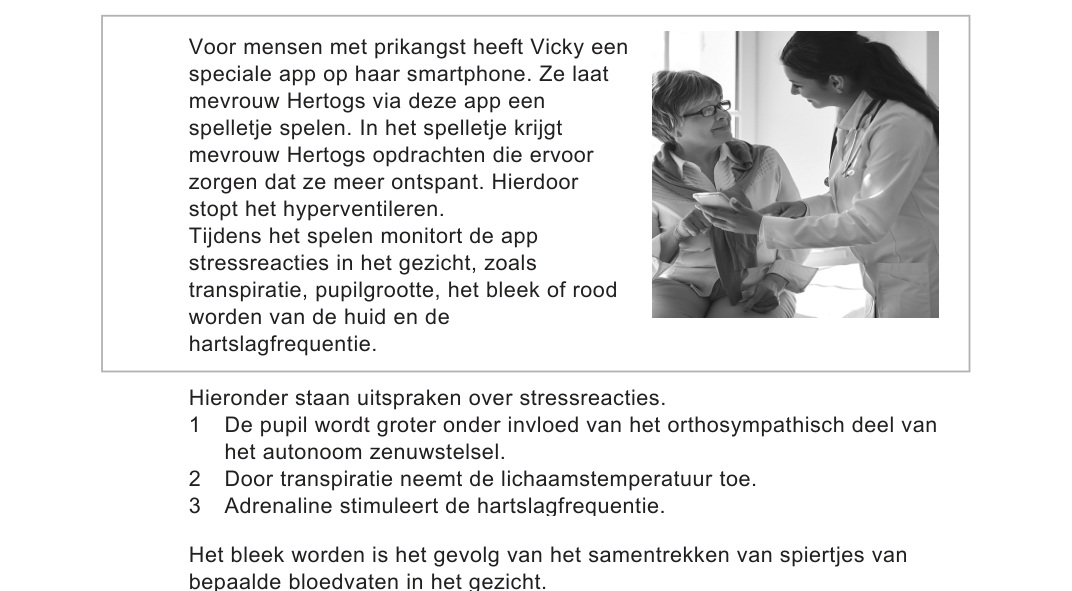 Voor mensen met prikangst heeft Vicky een
speciale app op haar smartphone. Ze laat
mevrouw Hertogs via deze app een
spelletje spelen. In het spelletje krijgt
mevrouw Hertogs opdrachten die ervoor
zorgen dat ze meer ontspant. Hierdoor
stopt het hyperventileren.
Tijdens het spelen monitort de app
stressreacties in het gezicht, zoals
transpiratie, pupilgrootte, het bleek of rood
worden van de huid en de
hartslagfrequentie.
Hieronder staan uitspraken over stressreacties.
1 De pupil wordt groter onder invloed van het orthosympathisch deel van
het autonoom zenuwstelsel.
2 Door transpiratie neemt de lichaamstemperatuur toe.
3 Adrenaline stimuleert de hartslagfrequentie.
Het bleek worden is het gevolg van het samentrekken van spiertjes van
bepaalde bloedvaten in het gezicht.